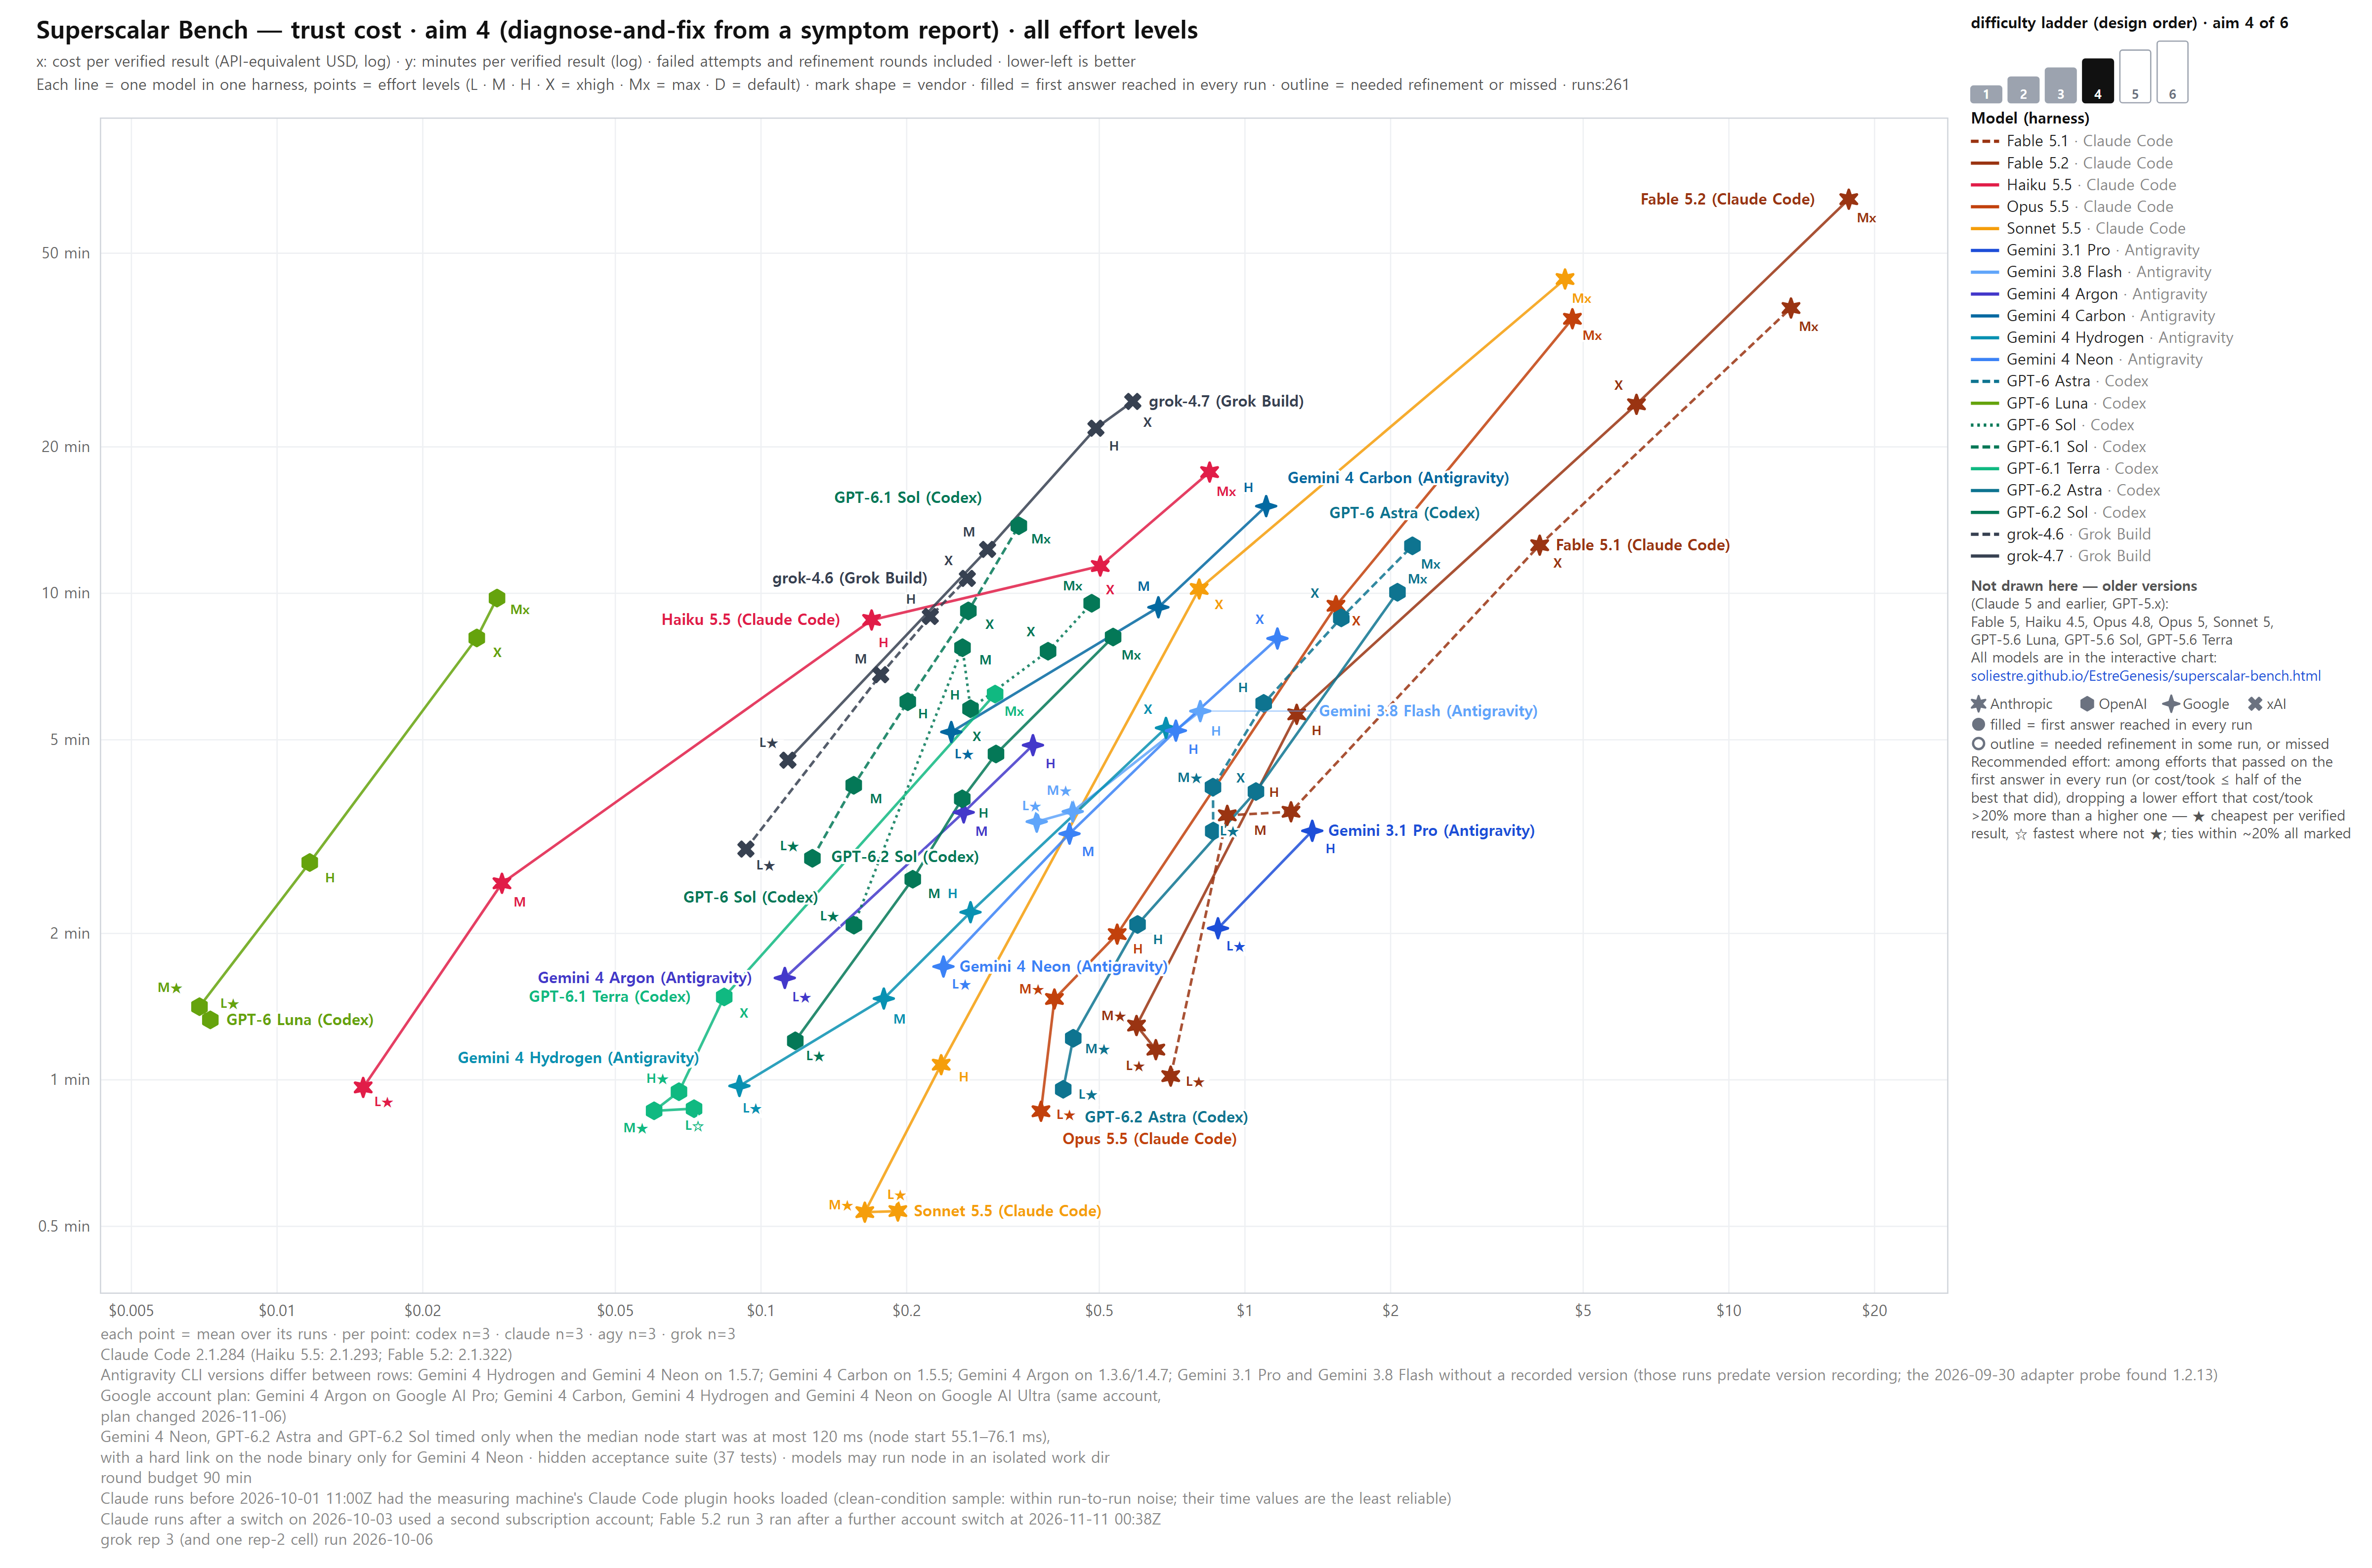 Superscalar Bench — trust cost · aim 4 (diagnose-and-fix from a symptom report) · all effort levels
x: cost per verified result (API-equivalent USD, log) · y: minutes per verified result (log) · failed attempts and refinement rounds included · lower-left is better
Each line = one model in one harness, points = effort levels (L · M · H · X = xhigh · Mx = max · D = default) · mark shape = vendor · filled = first answer reached in every run · outline = needed refinement or missed · runs:261
difficulty ladder (design order) · aim 4 of 6
1 2 3 4 5 6
Model (harness)
Fable 5.1 · Claude Code
Fable 5.2 · Claude Code
Haiku 5.5 · Claude Code
Opus 5.5 · Claude Code
Sonnet 5.5 · Claude Code
Gemini 3.1 Pro · Antigravity
Gemini 3.8 Flash · Antigravity
Gemini 4 Argon · Antigravity
Gemini 4 Carbon · Antigravity
Gemini 4 Hydrogen · Antigravity
Gemini 4 Neon · Antigravity
GPT-6 Astra · Codex
GPT-6 Luna · Codex
GPT-6 Sol · Codex
GPT-6.1 Sol · Codex
GPT-6.1 Terra · Codex
GPT-6.2 Astra · Codex
GPT-6.2 Sol · Codex
grok-4.6 · Grok Build
grok-4.7 · Grok Build
Not drawn here — older versions
(Claude 5 and earlier, GPT-5.x):
Fable 5, Haiku 4.5, Opus 4.8, Opus 5, Sonnet 5,
GPT-5.6 Luna, GPT-5.6 Sol, GPT-5.6 Terra
All models are in the interactive chart:
soliestre.github.io/EstreGenesis/superscalar-bench.html
Anthropic OpenAI Google xAI
filled = first answer reached in every run
outline = needed refinement in some run, or missed
Recommended effort: among efforts that passed on the
first answer in every run (or cost/took ≤ half of the
best that did), dropping a lower effort that cost/took
>20% more than a higher one — ★ cheapest per verified
result, ☆ fastest where not ★; ties within ~20% all marked
50 min
20 min
10 min
5 min
2 min
1 min
0.5 min
Fable 5.2 (Claude Code)
Mx
Mx
Mx
Mx
X
grok-4.7 (Grok Build)
X
H
Gemini 4 Carbon (Antigravity)
Mx H
GPT-6.1 Sol (Codex)
GPT-6 Astra (Codex)
M
Mx
Fable 5.1 (Claude Code)
X
X
Mx
grok-4.6 (Grok Build)
Mx
Mx
M
X
X
X
H
Mx
X
X
Haiku 5.5 (Claude Code)
X
X
X
H
X
M
M
Mx
H
H
Mx
H
X
Gemini 3.8 Flash (Antigravity)
H
H
L★
X
L★
H
H
M★
X
H
M★
M
L★
H
L★
M
Gemini 3.1 Pro (Antigravity)
L★
M
H
M
GPT-6.2 Sol (Codex)
L★
H
M
M
H
GPT-6 Sol (Codex)
L★
H
H
L★
Gemini 4 Neon (Antigravity)
Gemini 4 Argon (Antigravity)
L★
M★
M★
GPT-6.1 Terra (Codex)
L★
L★
GPT-6 Luna (Codex)
X
M
M★
M★
L★
Gemini 4 Hydrogen (Antigravity)
L★
H★
H
L★
L★
L★
L★
L★
L★
GPT-6.2 Astra (Codex)
M★
L☆
Opus 5.5 (Claude Code)
L★
M★
Sonnet 5.5 (Claude Code)
$0.005 $0.01 $0.02 $0.05 $0.1 $0.2 $0.5 $1 $2 $5 $10 $20
each point = mean over its runs · per point: codex n=3 · claude n=3 · agy n=3 · grok n=3
Claude Code 2.1.284 (Haiku 5.5: 2.1.293; Fable 5.2: 2.1.322)
Antigravity CLI versions differ between rows: Gemini 4 Hydrogen and Gemini 4 Neon on 1.5.7; Gemini 4 Carbon on 1.5.5; Gemini 4 Argon on 1.3.6/1.4.7; Gemini 3.1 Pro and Gemini 3.8 Flash without a recorded version (those runs predate version recording; the 2026-09-30 adapter probe found 1.2.13)
Google account plan: Gemini 4 Argon on Google AI Pro; Gemini 4 Carbon, Gemini 4 Hydrogen and Gemini 4 Neon on Google AI Ultra (same account,
plan changed 2026-11-06)
Gemini 4 Neon, GPT-6.2 Astra and GPT-6.2 Sol timed only when the median node start was at most 120 ms (node start 55.1–76.1 ms),
with a hard link on the node binary only for Gemini 4 Neon · hidden acceptance suite (37 tests) · models may run node in an isolated work dir
round budget 90 min
Claude runs before 2026-10-01 11:00Z had the measuring machine's Claude Code plugin hooks loaded (clean-condition sample: within run-to-run noise; their time values are the least reliable)
Claude runs after a switch on 2026-10-03 used a second subscription account; Fable 5.2 run 3 ran after a further account switch at 2026-11-11 00:38Z
grok rep 3 (and one rep-2 cell) run 2026-10-06